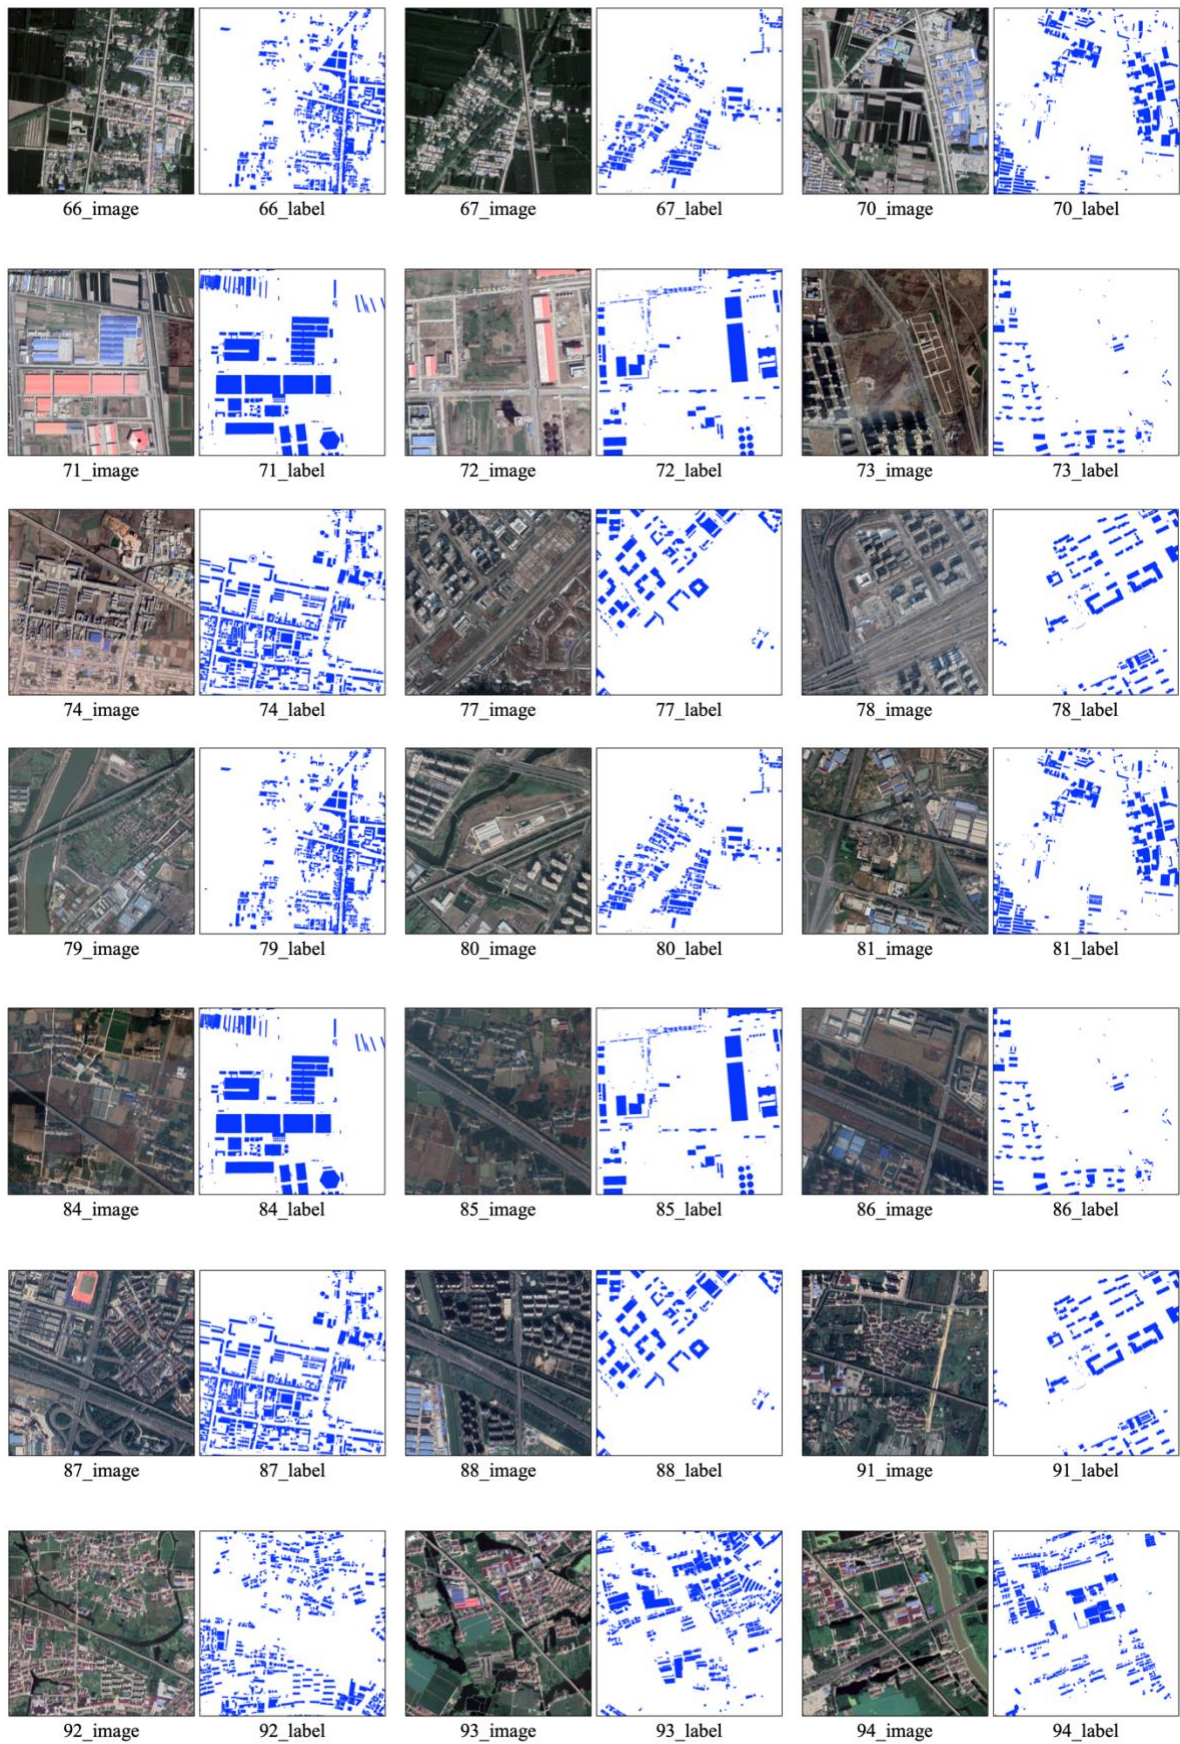 66_image 66_label 67_image 67_label 70_image 70_label
71_image 71_label 72_image 72_label 73_image 73_label
74_image 74_label 77_image 77_label 78_image 78_label
79_image 79_label 80_image 80_label 81_image 81_label
84_image 84_label 85_image 85_label 86_image 86_label
87_image 87_label 88_image 88_label 91_image 91_label
92_image 92_label 93_image 93_label 94_image 94_label